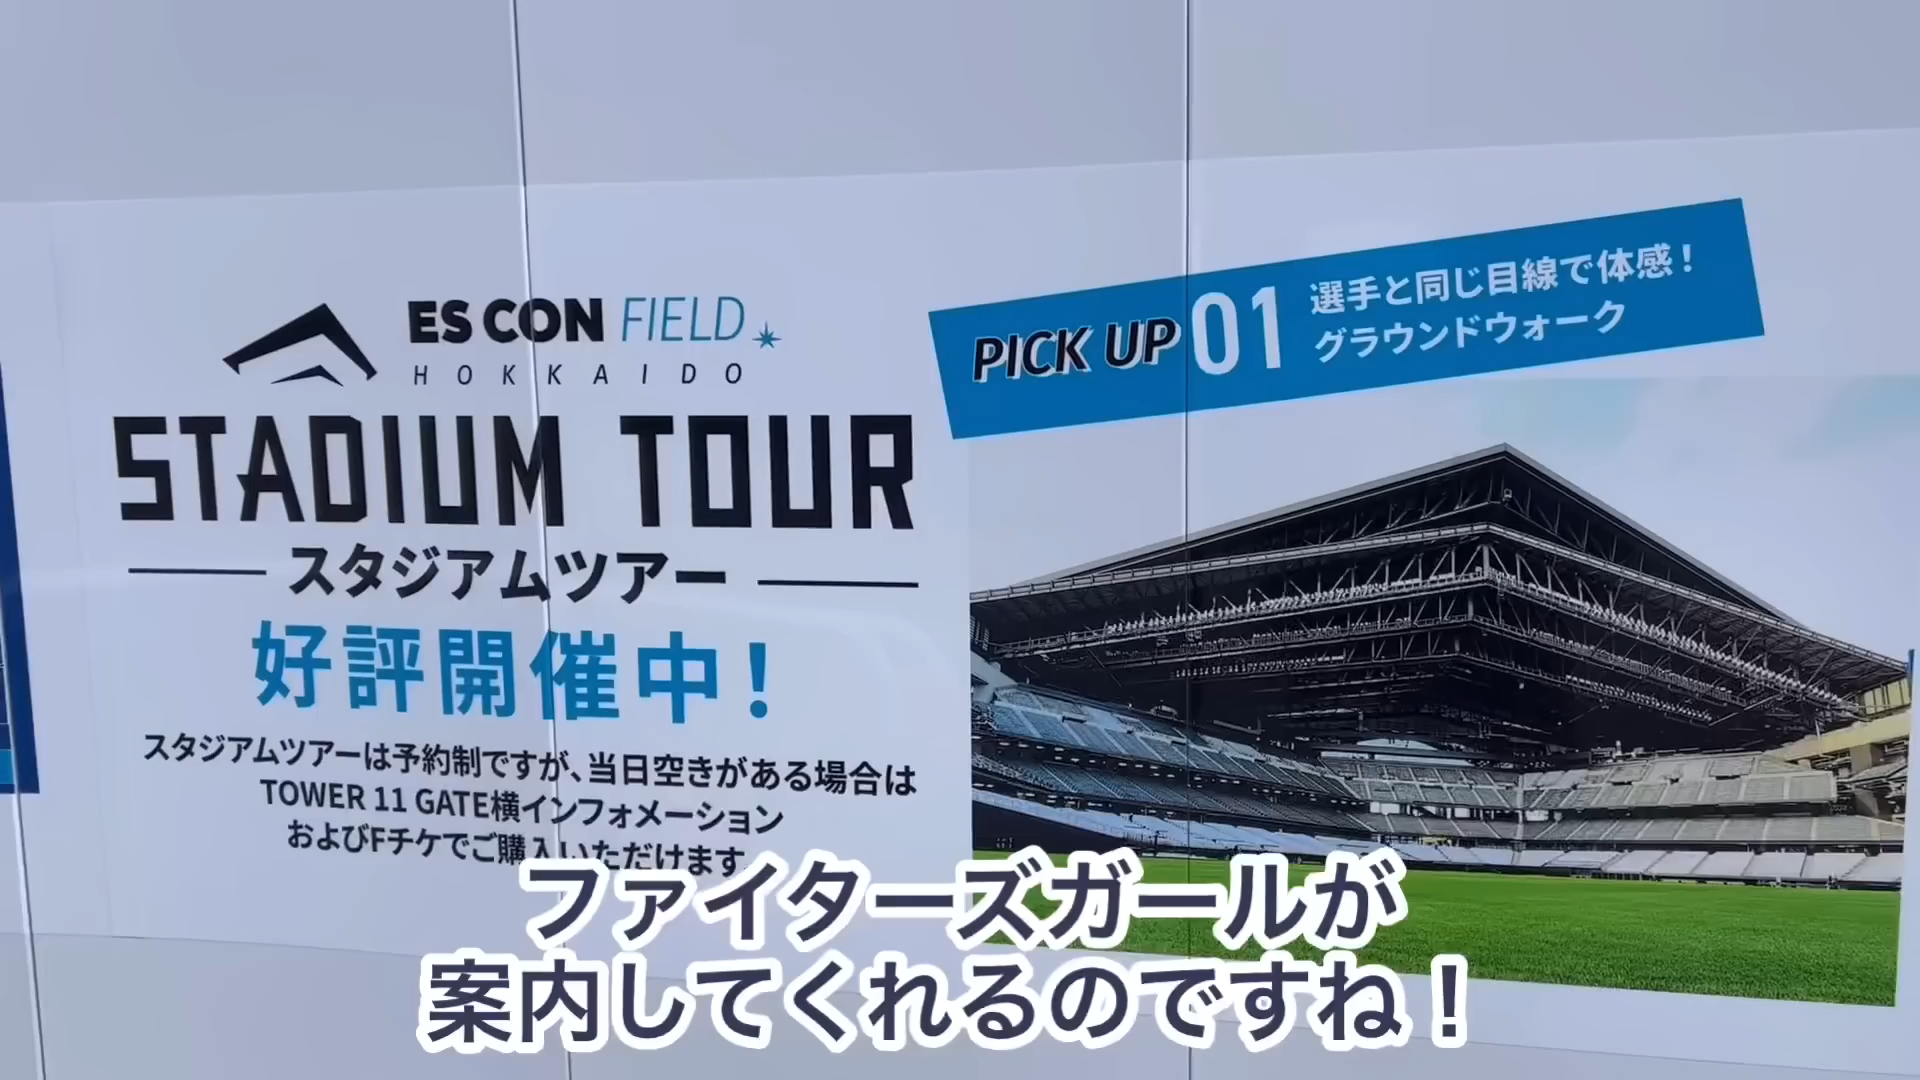 ES CON FIELD
HOKKAIDO
STADIUM TOUR
スタジアムツアー
好評開催中！
スタジアムツアーは予約制ですが、当日空きがある場合は
TOWER 11 GATE横インフォメーション
およびFチケでご購入いただけます
PICK UP 01
選手と同じ目線で体感！
グラウンドウォーク
ファイターズガールが
案内してくれるのですね！